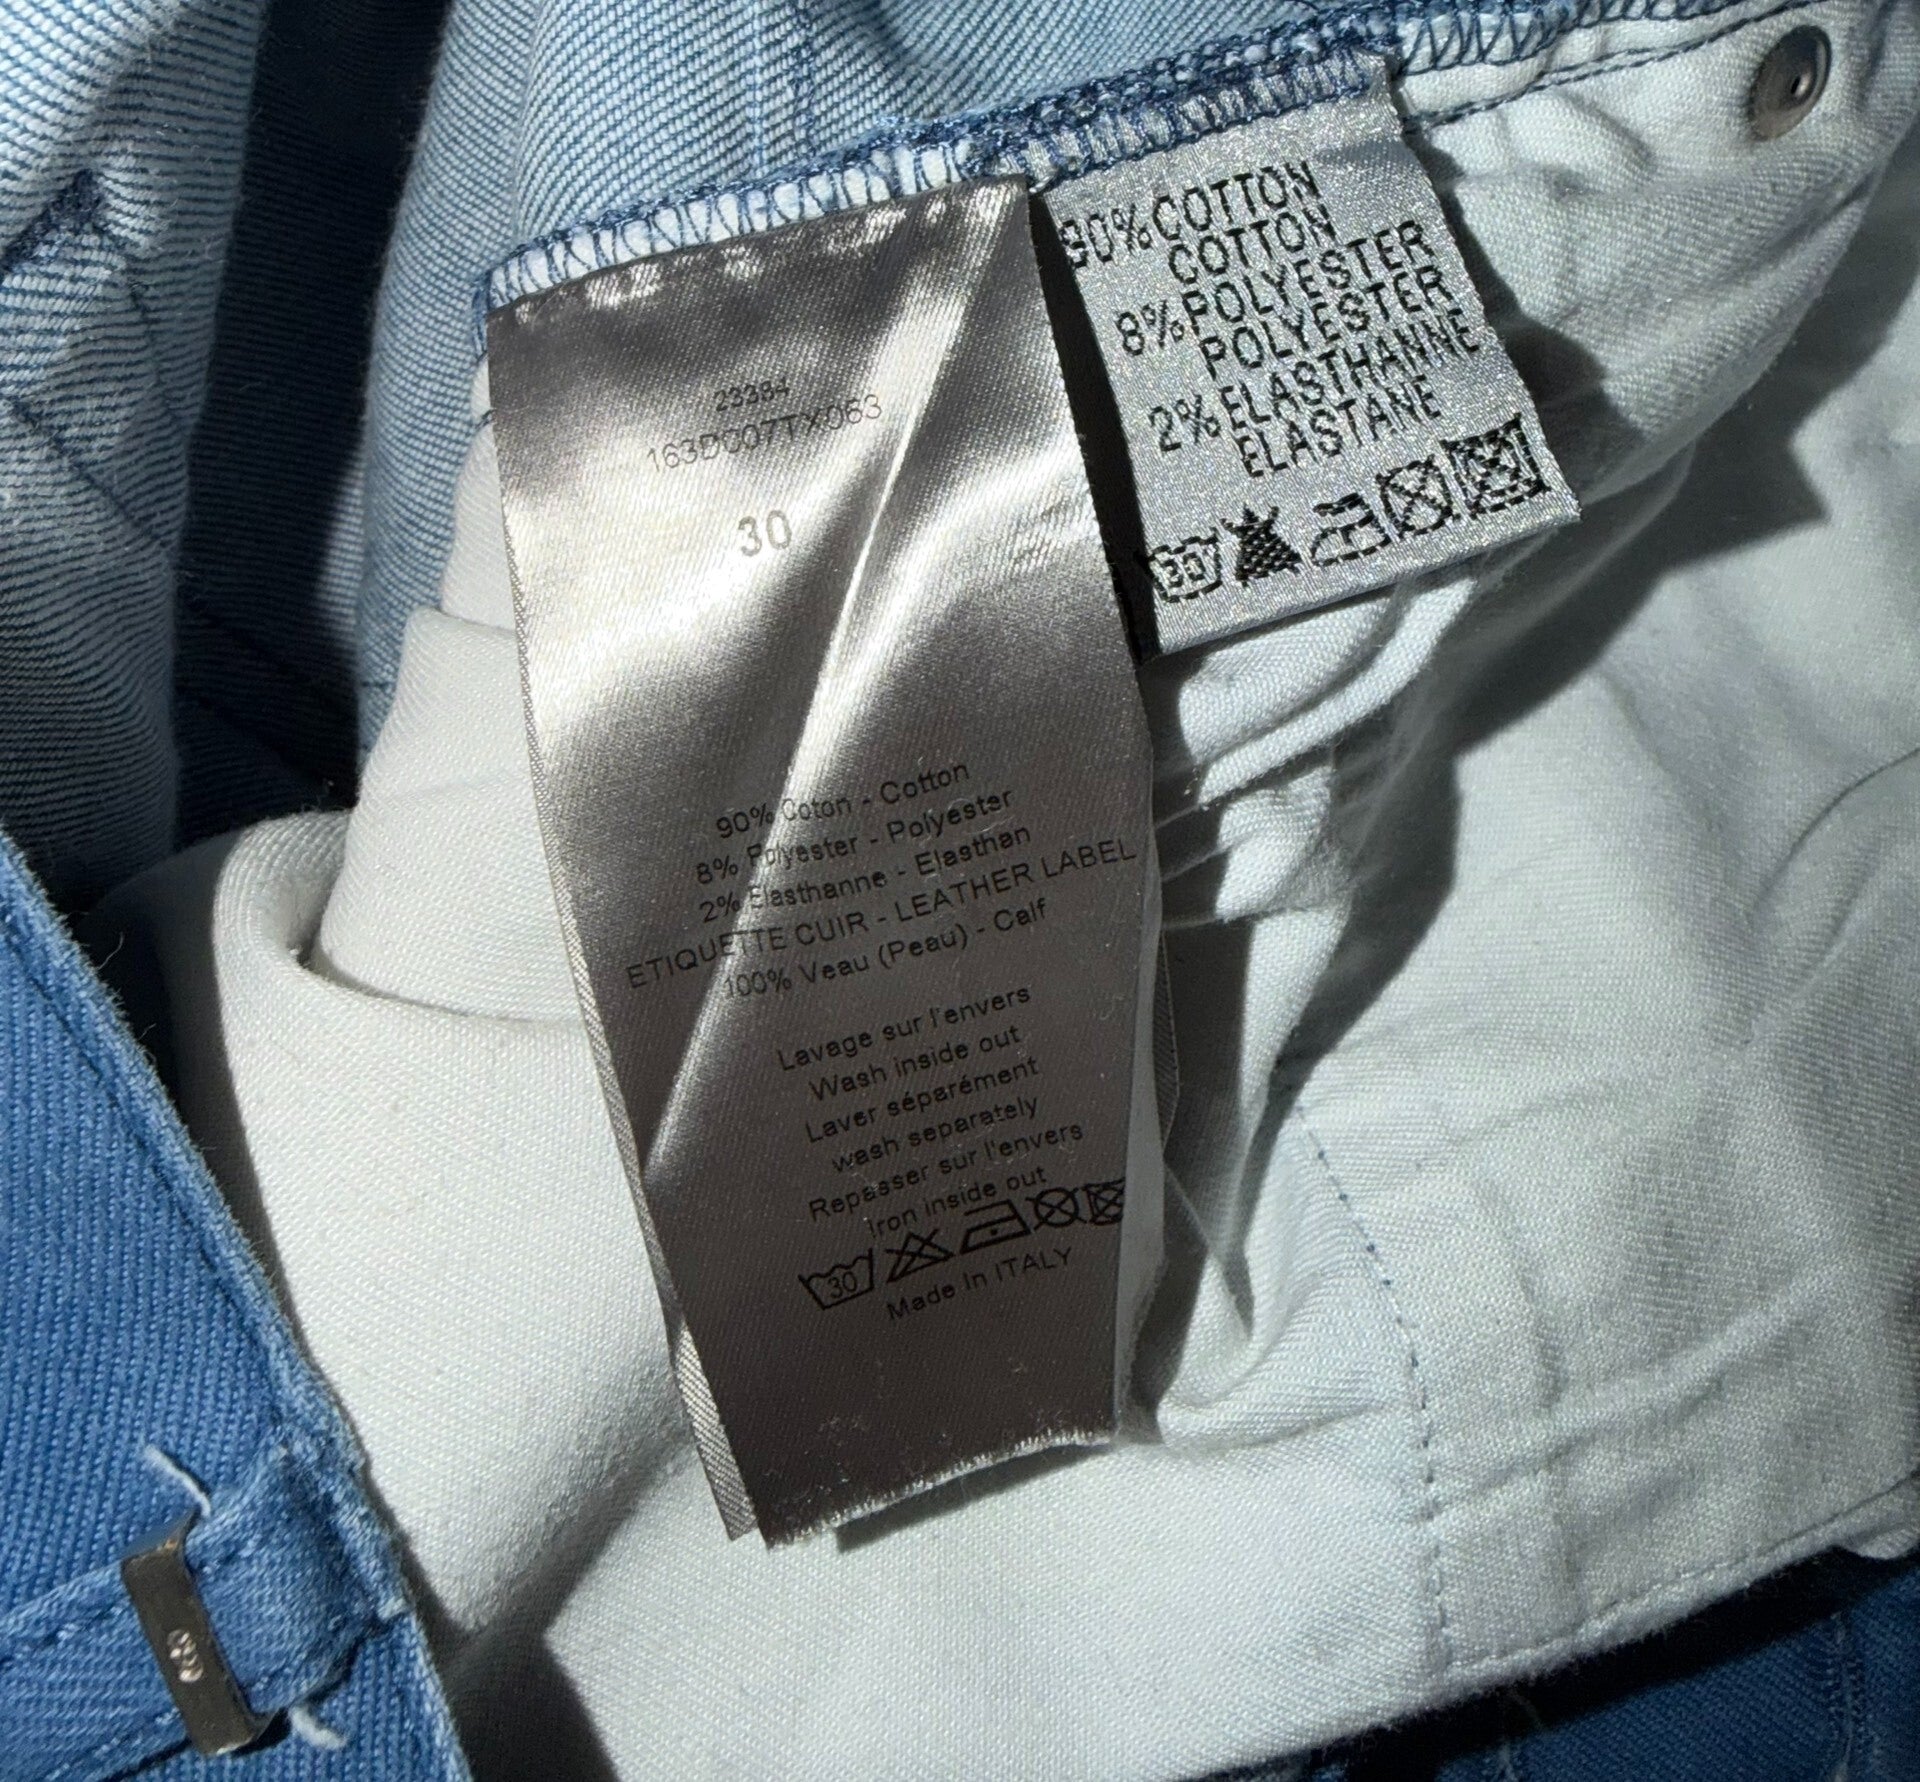 23384
163DC07TX063
30
90% Coton - Cotton
8% Polyester - Polyester
2% Elasthanne - Elasthan
ETIQUETTE CUIR - LEATHER LABEL
100% Veau (Peau) - Calf
Lavage sur l'envers
Wash inside out
Laver séparément
wash separately
Repasser sur l'envers
Iron inside out
30
Made In ITALY
90% COTTON
COTTON
8% POLYESTER
POLYESTER
2% ELASTHANNE
ELASTANE
30